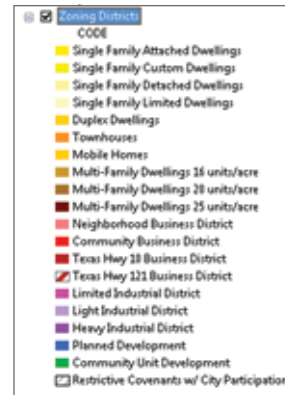 Zoning Districts
CODE
Single Family Attached Dwellings
Single Family Custom Dwellings
Single Family Detached Dwellings
Single Family Limited Dwellings
Duplex Dwellings
Townhouses
Mobile Homes
Multi-Family Dwellings 16 units/acre
Multi-Family Dwellings 20 units/acre
Multi-Family Dwellings 25 units/acre
Neighborhood Business District
Community Business District
Texas Hwy 10 Business District
Texas Hwy 121 Business District
Limited Industrial District
Light Industrial District
Heavy Industrial District
Planned Development
Community Unit Development
Restrictive Covenants w/ City Participation